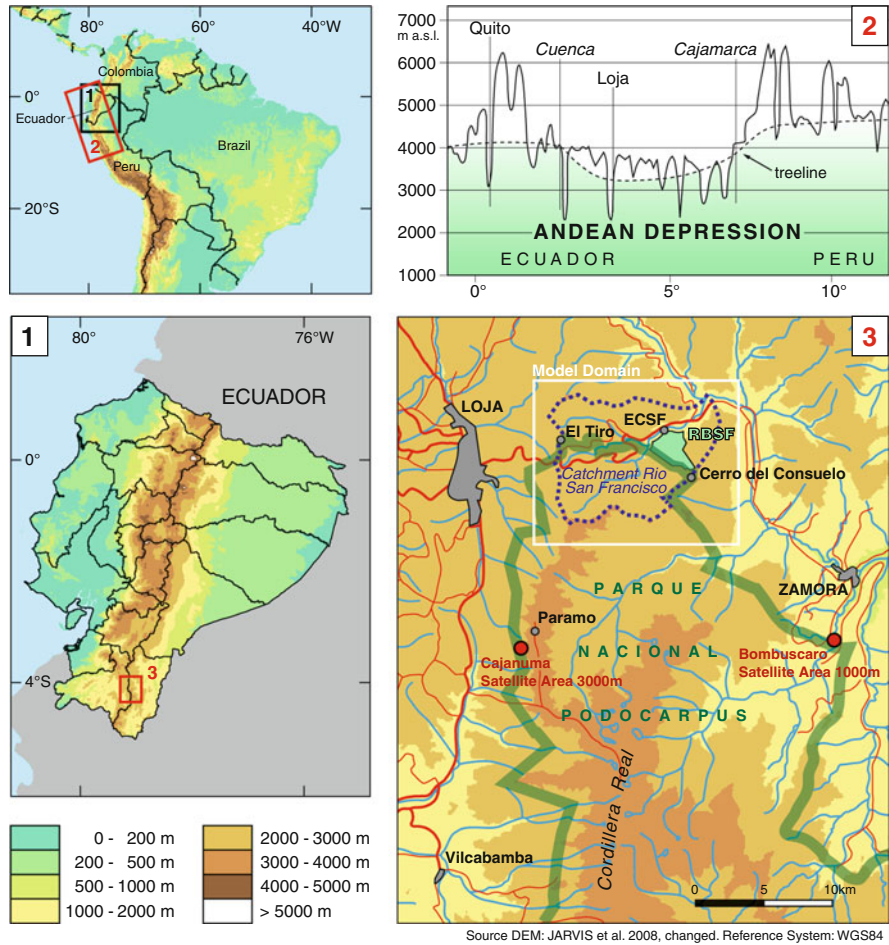 80°
60°
40°W
Colombia
0°
1
Ecuador
2
Brazil
Peru
20°S
7000
m a.s.l.
6000
5000
4000
3000
2000
1000
2
Quito
Cuenca
Cajamarca
Loja
treeline
ANDEAN DEPRESSION
ECUADOR
PERU
0°
5°
10°
80°
76°W
1
ECUADOR
0°
3
4°S
0 - 200 m
200 - 500 m
500 - 1000 m
1000 - 2000 m
2000 - 3000 m
3000 - 4000 m
4000 - 5000 m
> 5000 m
3
Model Domain
LOJA
ECSF
El Tiro
RBSF
Catchment Rio
San Francisco
Cerro del Consuelo
PARQUE
ZAMORA
Paramo
NACIONAL
Cajanuma
Satellite Area 3000m
Bombuscaro
Satellite Area 1000m
PODOCARPUS
Cordillera Real
Vilcabamba
0
5
10km
Source DEM: JARVIS et al. 2008, changed. Reference System: WGS84